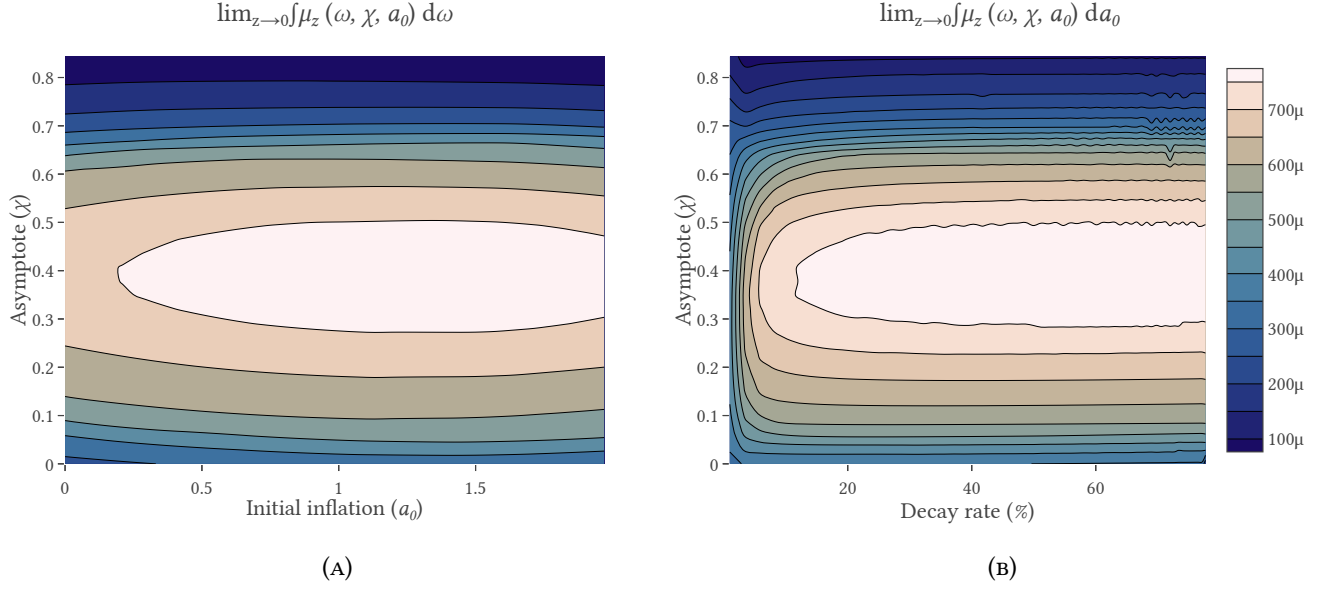 lim_z→0 ∫μ_z (ω, χ, a_0) dω
lim_z→0 ∫μ_z (ω, χ, a_0) da_0
0.8
0.7
0.6
0.5
0.4
0.3
0.2
0.1
0
Asymptote (χ)
0
0.5
1
1.5
Initial inflation (a_0)
0.8
0.7
0.6
0.5
0.4
0.3
0.2
0.1
0
Asymptote (χ)
20
40
60
Decay rate (%)
700μ
600μ
500μ
400μ
300μ
200μ
100μ
(A)
(B)